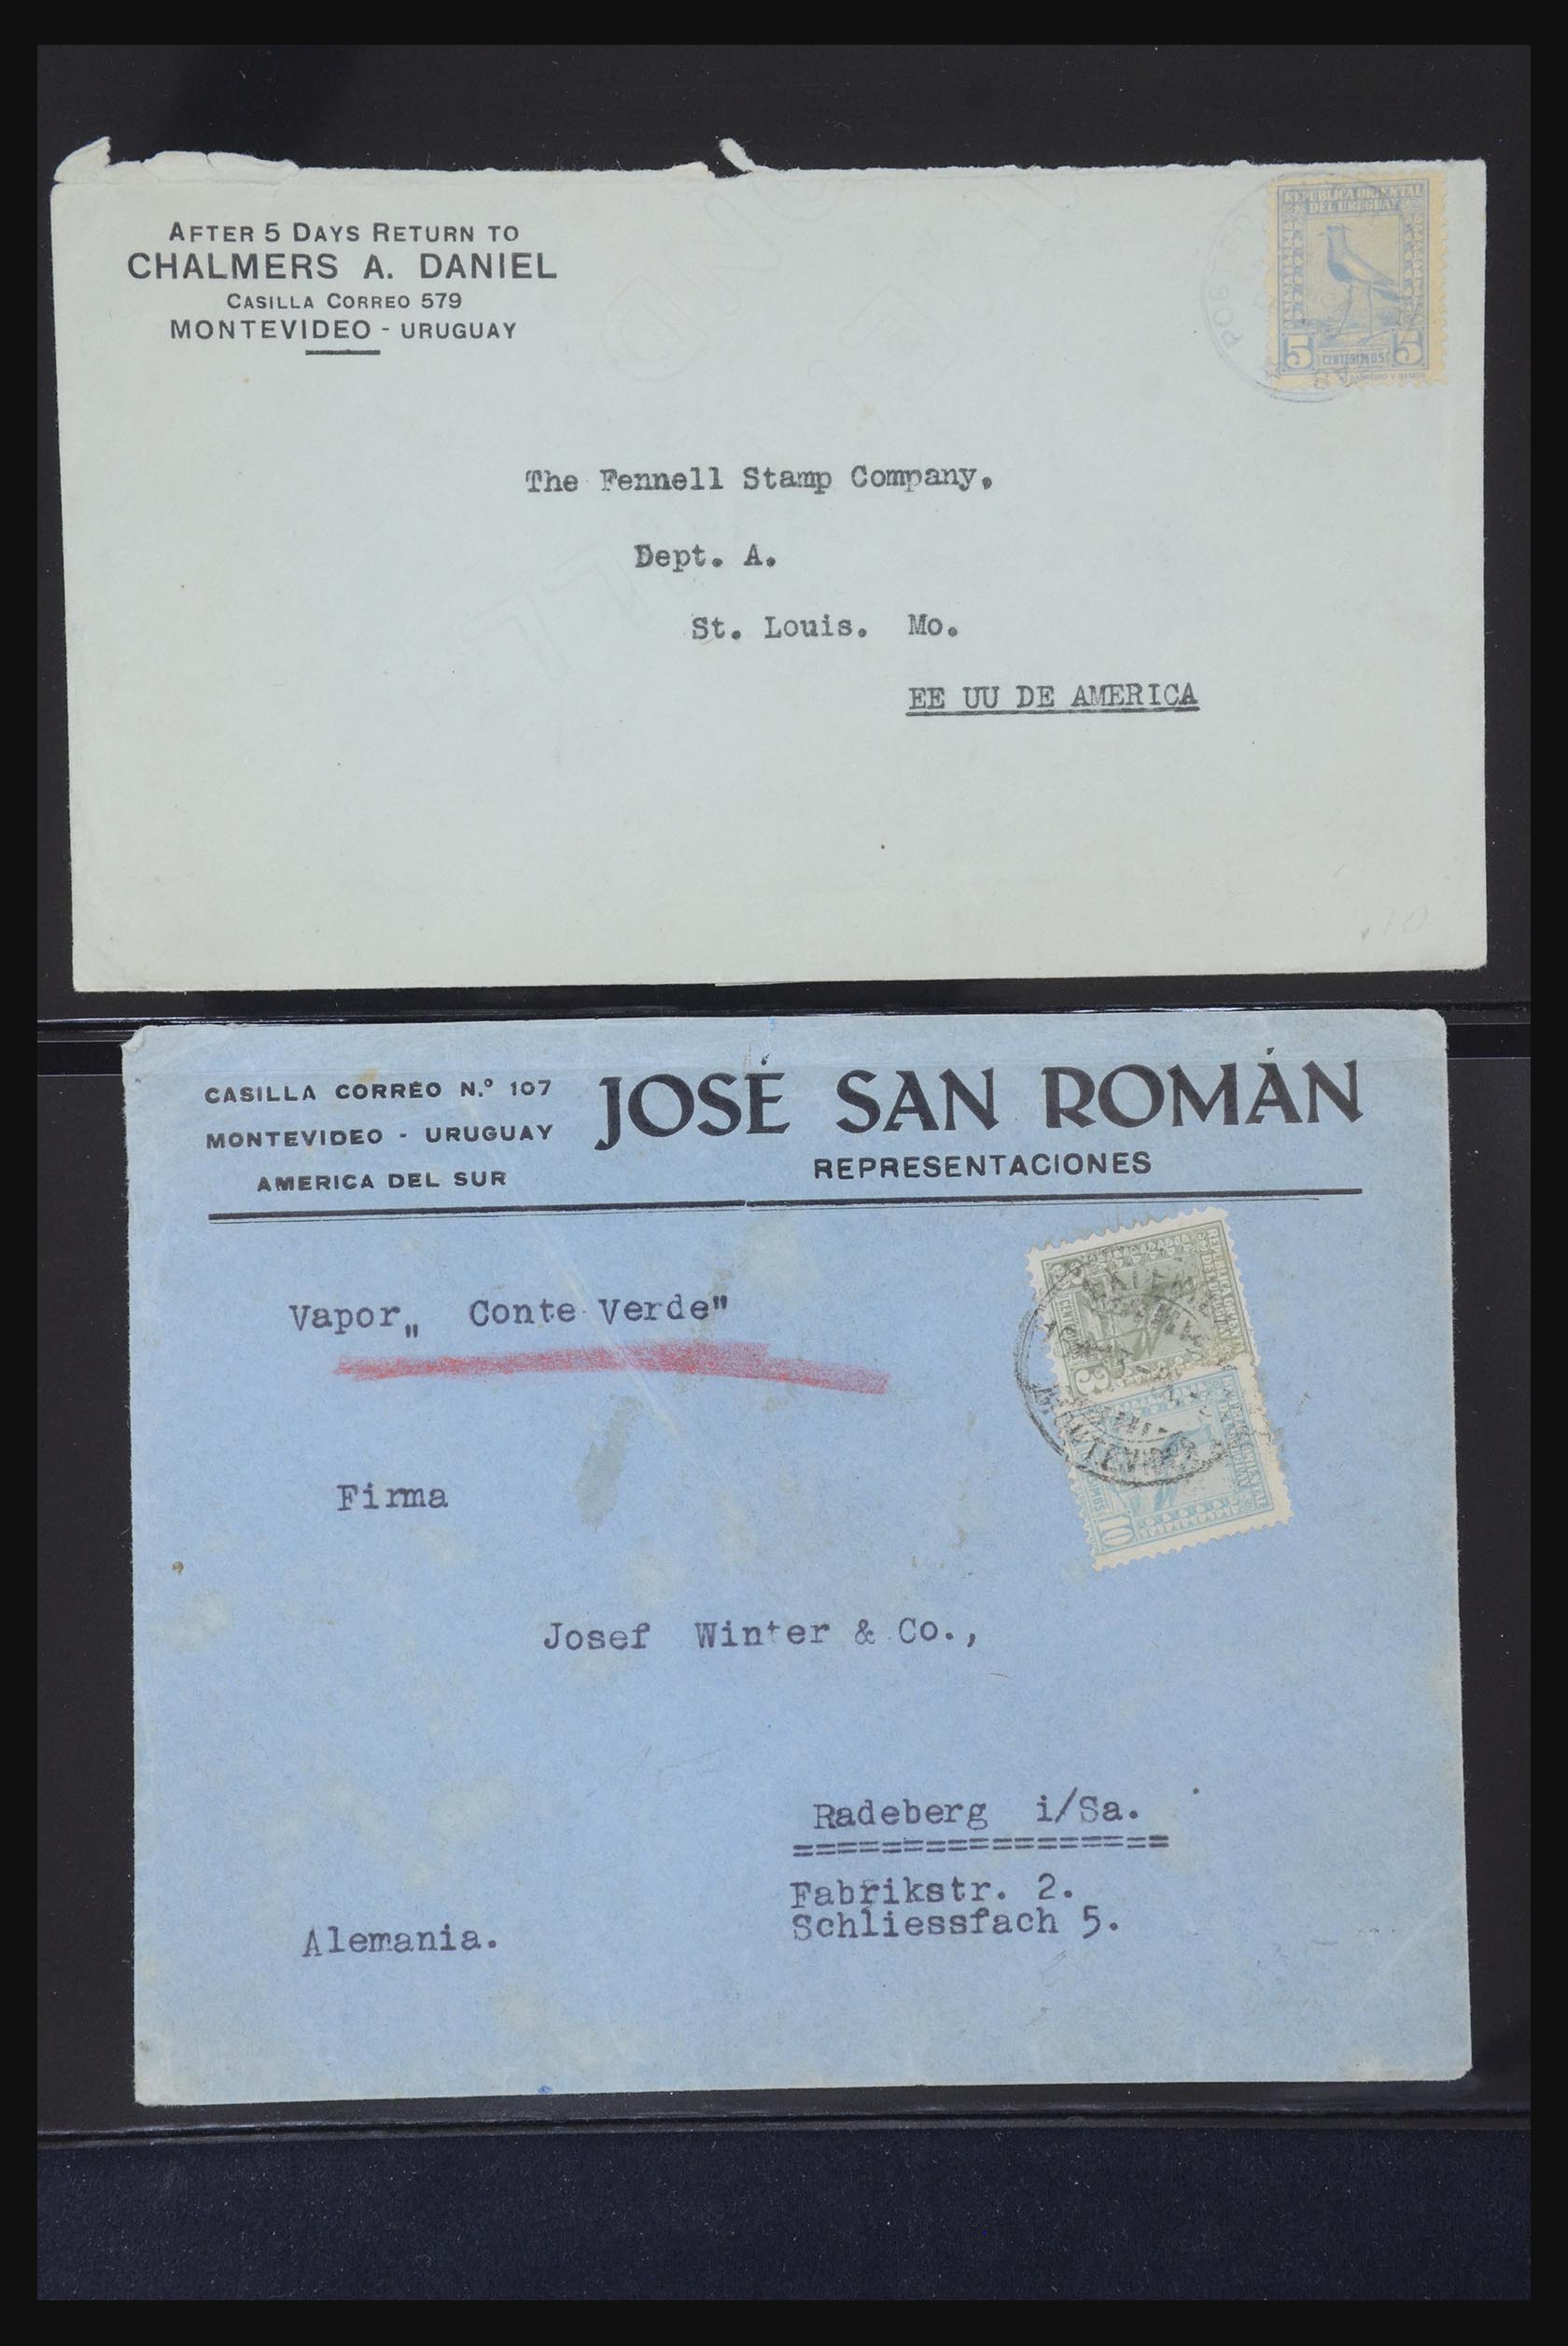 AFTER 5 DAYS RETURN TO
CHALMERS A. DANIEL
CASILLA CORREO 579
MONTEVIDEO - URUGUAY
REPUBLICA ORIENTAL
DEL URUGUAY
5 CENTESIMOS 5
The Fennell Stamp Company.
Dept. A.
St. Louis. Mo.
EE UU DE AMERICA
CASILLA CORREO N.º 107
MONTEVIDEO - URUGUAY
AMERICA DEL SUR
JOSÉ SAN ROMÁN
REPRESENTACIONES
Vapor„ Conte Verde"
3
10
MONTEVIDEO
Firma
Josef Winter & Co.,
Radeberg i/Sa.
=================
Fabrikstr. 2.
Schliessfach 5.
Alemania.